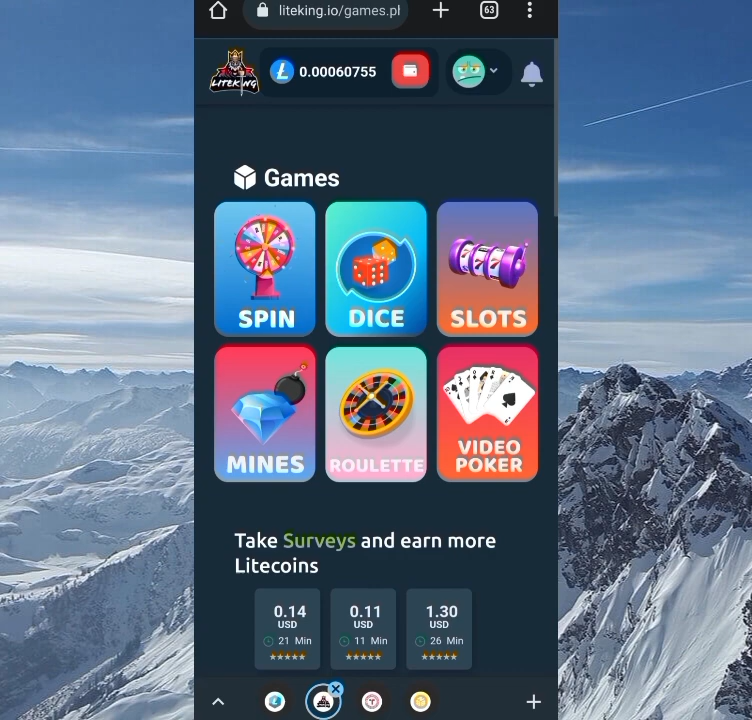 liteking.io/games.pl
63
LITEKING
0.00060755
Games
SPIN
DICE
SLOTS
MINES
ROULETTE
VIDEO
POKER
Take Surveys and earn more
Litecoins
0.14
USD
21 Min
0.11
USD
11 Min
1.30
USD
26 Min